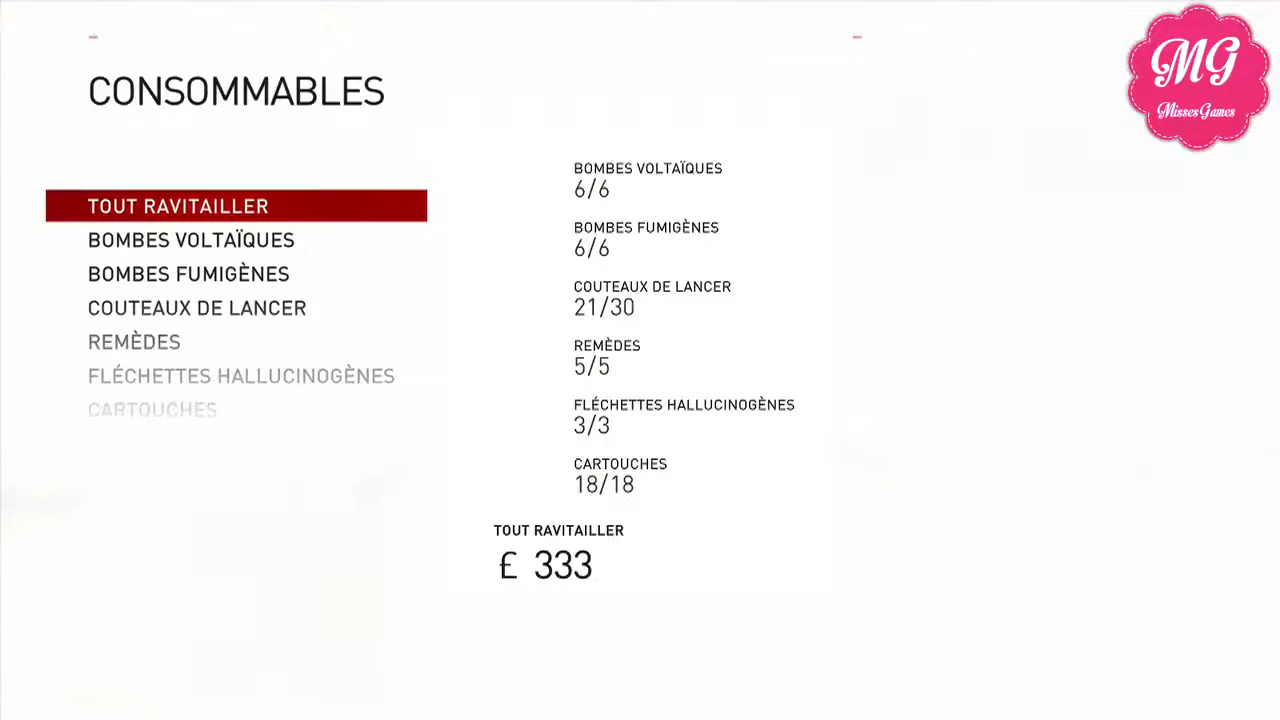 CONSOMMABLES
MG
MissesGames
TOUT RAVITAILLER
BOMBES VOLTAÏQUES
BOMBES FUMIGÈNES
COUTEAUX DE LANCER
REMÈDES
FLÉCHETTES HALLUCINOGÈNES
CARTOUCHES
BOMBES VOLTAÏQUES
6/6
BOMBES FUMIGÈNES
6/6
COUTEAUX DE LANCER
21/30
REMÈDES
5/5
FLÉCHETTES HALLUCINOGÈNES
3/3
CARTOUCHES
18/18
TOUT RAVITAILLER
£ 333